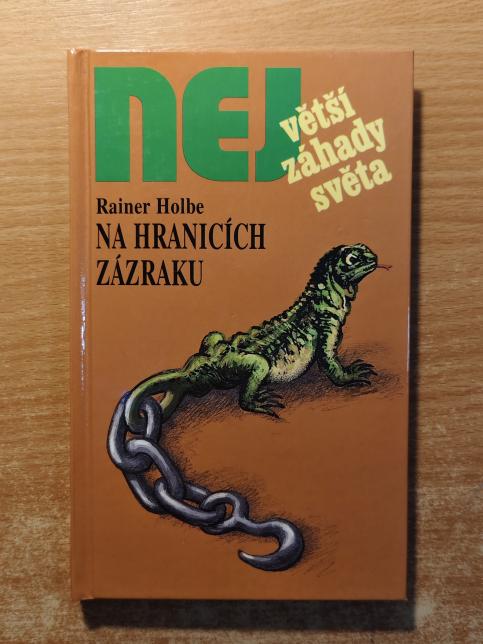 NEJ
větší
záhady
světa
Rainer Holbe
NA HRANICÍCH
ZÁZRAKU